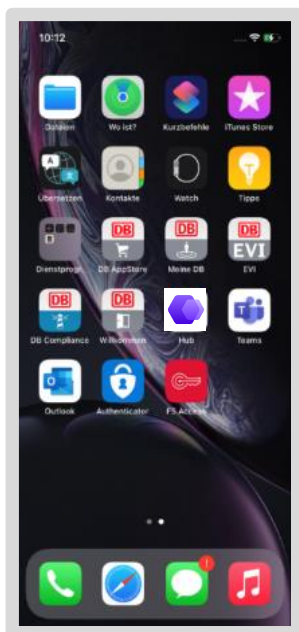 10:12
Dateien Wo ist? Kurzbefehle iTunes Store
Übersetzen Kontakte Watch Tipps
DB DB DB
EVI
Dienstprogr DB AppStore Meine DB EVI
DB DB
DB Compliance Willkommen Hub Teams
Outlook Authenticator FS Access
!